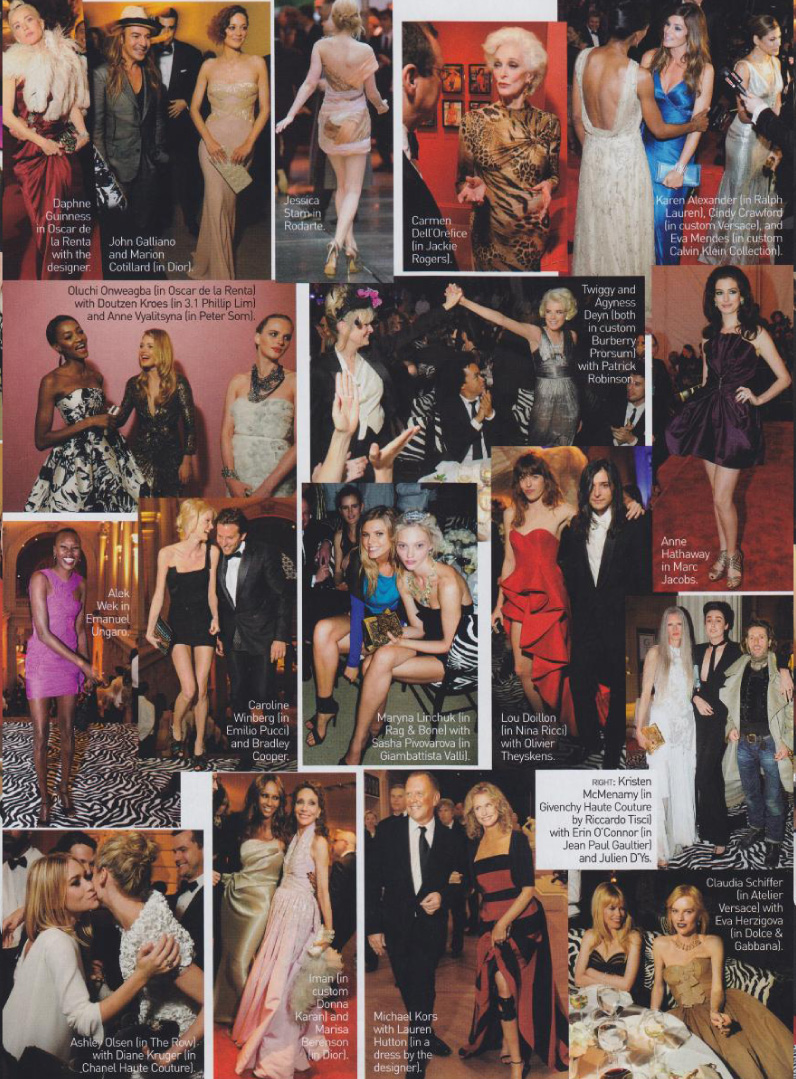 Daphne
Guinness
in Oscar de
la Renta
with the
designer.
John Galliano
and Marion
Cotillard (in Dior).
Jessica
Stam in
Rodarte.
Carmen
Dell'Orefice
(in Jackie
Rogers).
Karen Alexander (in Ralph
Lauren), Cindy Crawford
(in custom Versace), and
Eva Mendes (in custom
Calvin Klein Collection).
Oluchi Onweagba (in Oscar de la Renta)
with Doutzen Kroes (in 3.1 Phillip Lim)
and Anne Vyalitsyna (in Peter Som).
Twiggy and
Agyness
Deyn (both
in custom
Burberry
Prorsum)
with Patrick
Robinson.
Anne
Hathaway
in Marc
Jacobs.
Alek
Wek in
Emanuel
Ungaro.
Caroline
Winberg (in
Emilio Pucci)
and Bradley
Cooper.
Maryna Linchuk (in
Rag & Bone) with
Sasha Pivovarova (in
Giambattista Valli).
Lou Doillon
(in Nina Ricci)
with Olivier
Theyskens.
RIGHT: Kristen
McMenamy (in
Givenchy Haute Couture
by Riccardo Tisci)
with Erin O'Connor (in
Jean Paul Gaultier)
and Julien D'Ys.
Ashley Olsen (in The Row)
with Diane Kruger (in
Chanel Haute Couture).
Iman (in
custom
Donna
Karan) and
Marisa
Berenson
(in Dior).
Michael Kors
with Lauren
Hutton (in a
dress by the
designer).
Claudia Schiffer
(in Atelier
Versace) with
Eva Herzigova
(in Dolce &
Gabbana).